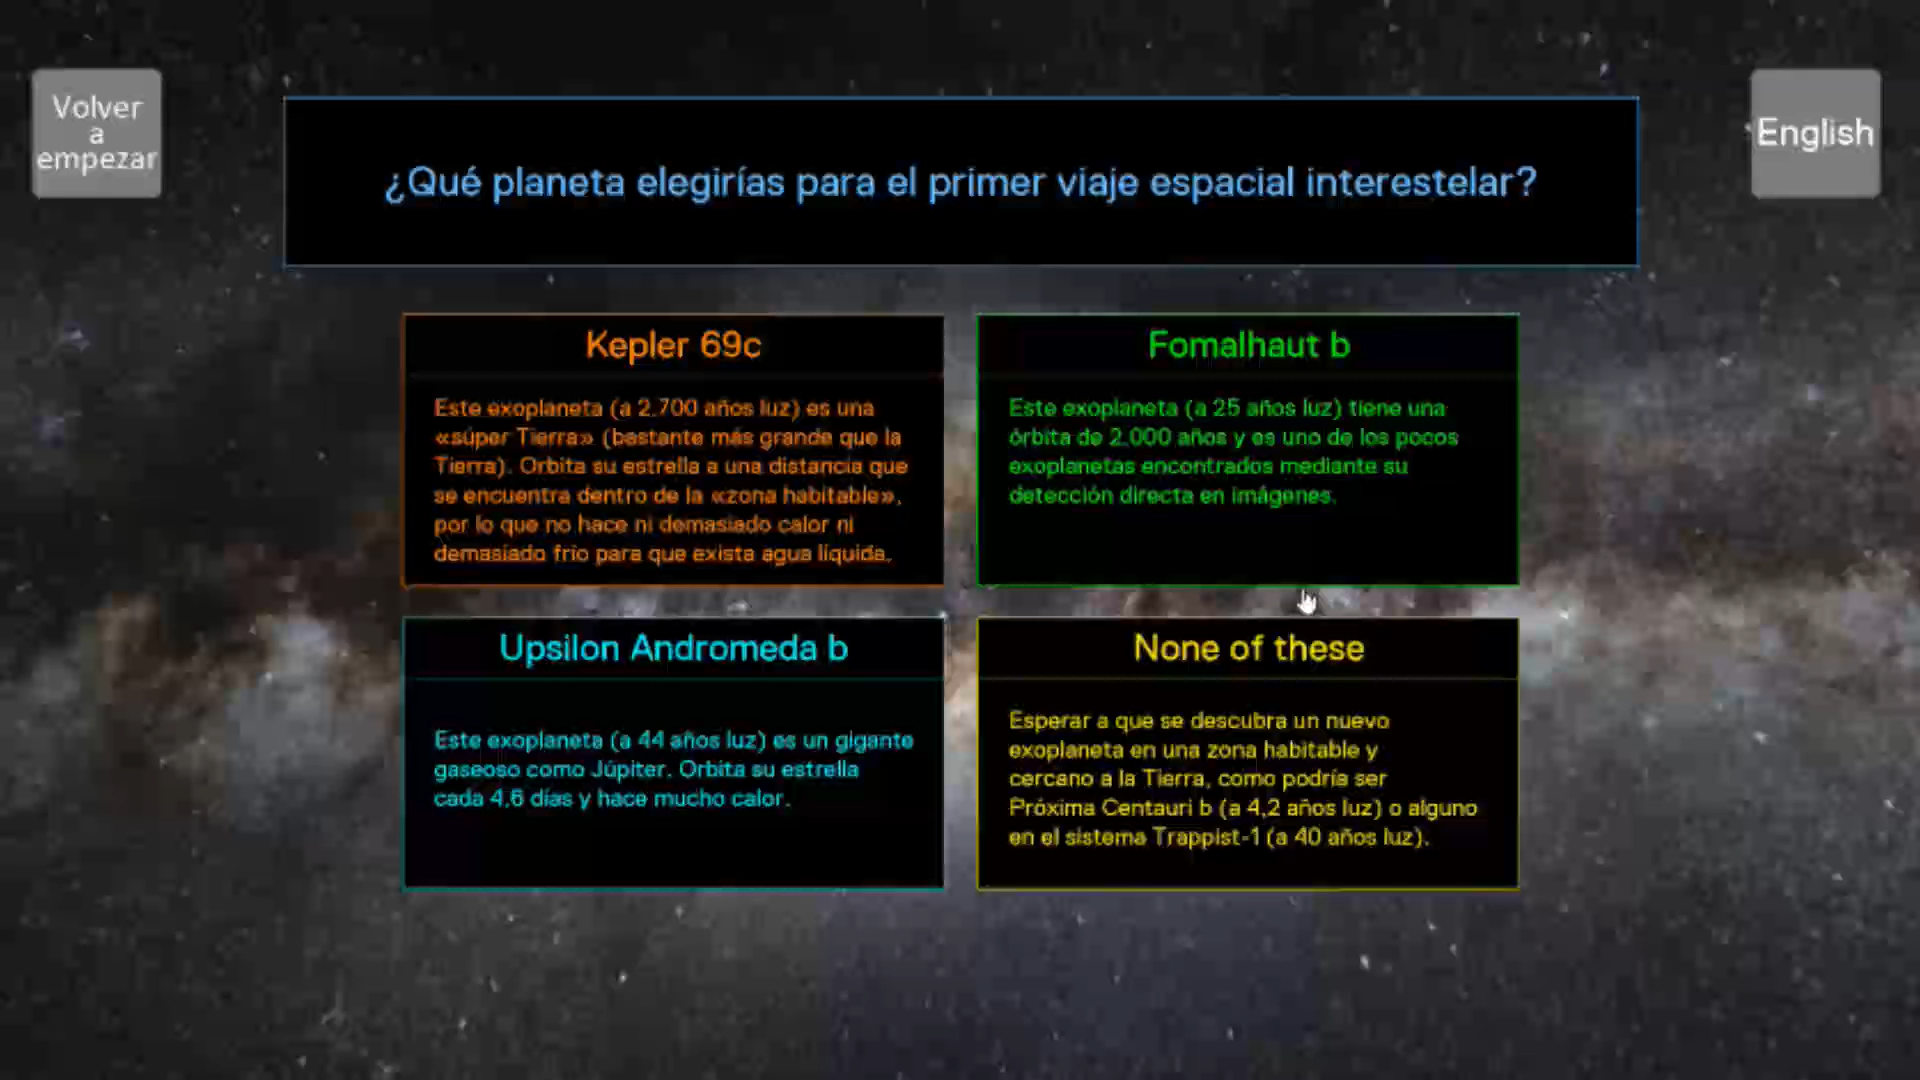 Volver
a
empezar
English
¿Qué planeta elegirías para el primer viaje espacial interestelar?
Kepler 69c
Este exoplaneta (a 2.700 años luz) es una
«súper Tierra» (bastante más grande que la
Tierra). Orbita su estrella a una distancia que
se encuentra dentro de la «zona habitable»,
por lo que no hace ni demasiado calor ni
demasiado frío para que exista agua líquida.
Fomalhaut b
Este exoplaneta (a 25 años luz) tiene una
órbita de 2.000 años y es uno de los pocos
exoplanetas encontrados mediante su
detección directa en imágenes.
Upsilon Andromeda b
Este exoplaneta (a 44 años luz) es un gigante
gaseoso como Júpiter. Orbita su estrella
cada 4,6 días y hace mucho calor.
None of these
Esperar a que se descubra un nuevo
exoplaneta en una zona habitable y
cercano a la Tierra, como podría ser
Próxima Centauri b (a 4,2 años luz) o alguno
en el sistema Trappist-1 (a 40 años luz).